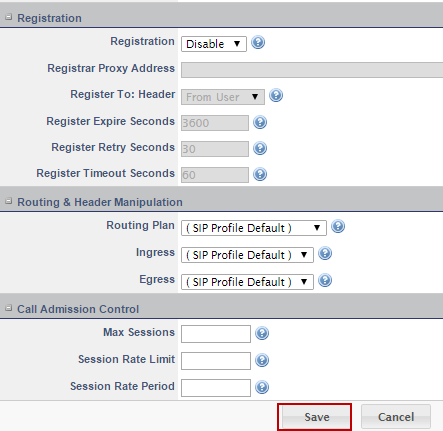 Registration
Registration Disable
Registrar Proxy Address
Register To: Header From User
Register Expire Seconds 3600
Register Retry Seconds 30
Register Timeout Seconds 60
Routing & Header Manipulation
Routing Plan ( SIP Profile Default )
Ingress ( SIP Profile Default )
Egress ( SIP Profile Default )
Call Admission Control
Max Sessions
Session Rate Limit
Session Rate Period
Save Cancel